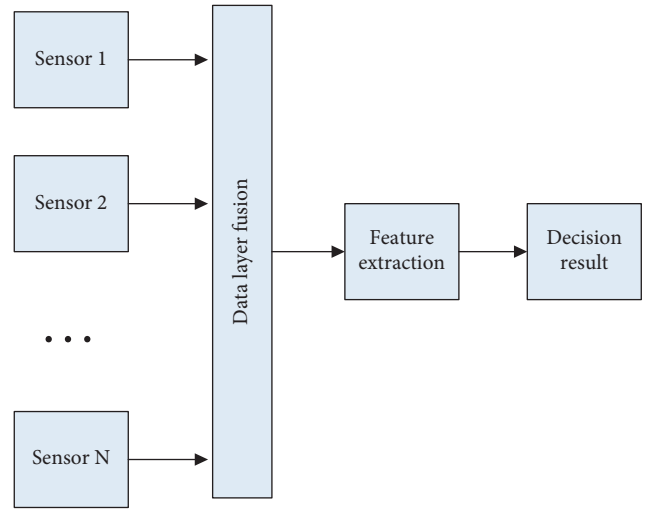 Sensor 1
Sensor 2
. . .
Sensor N
Data layer fusion
Feature
extraction
Decision
result